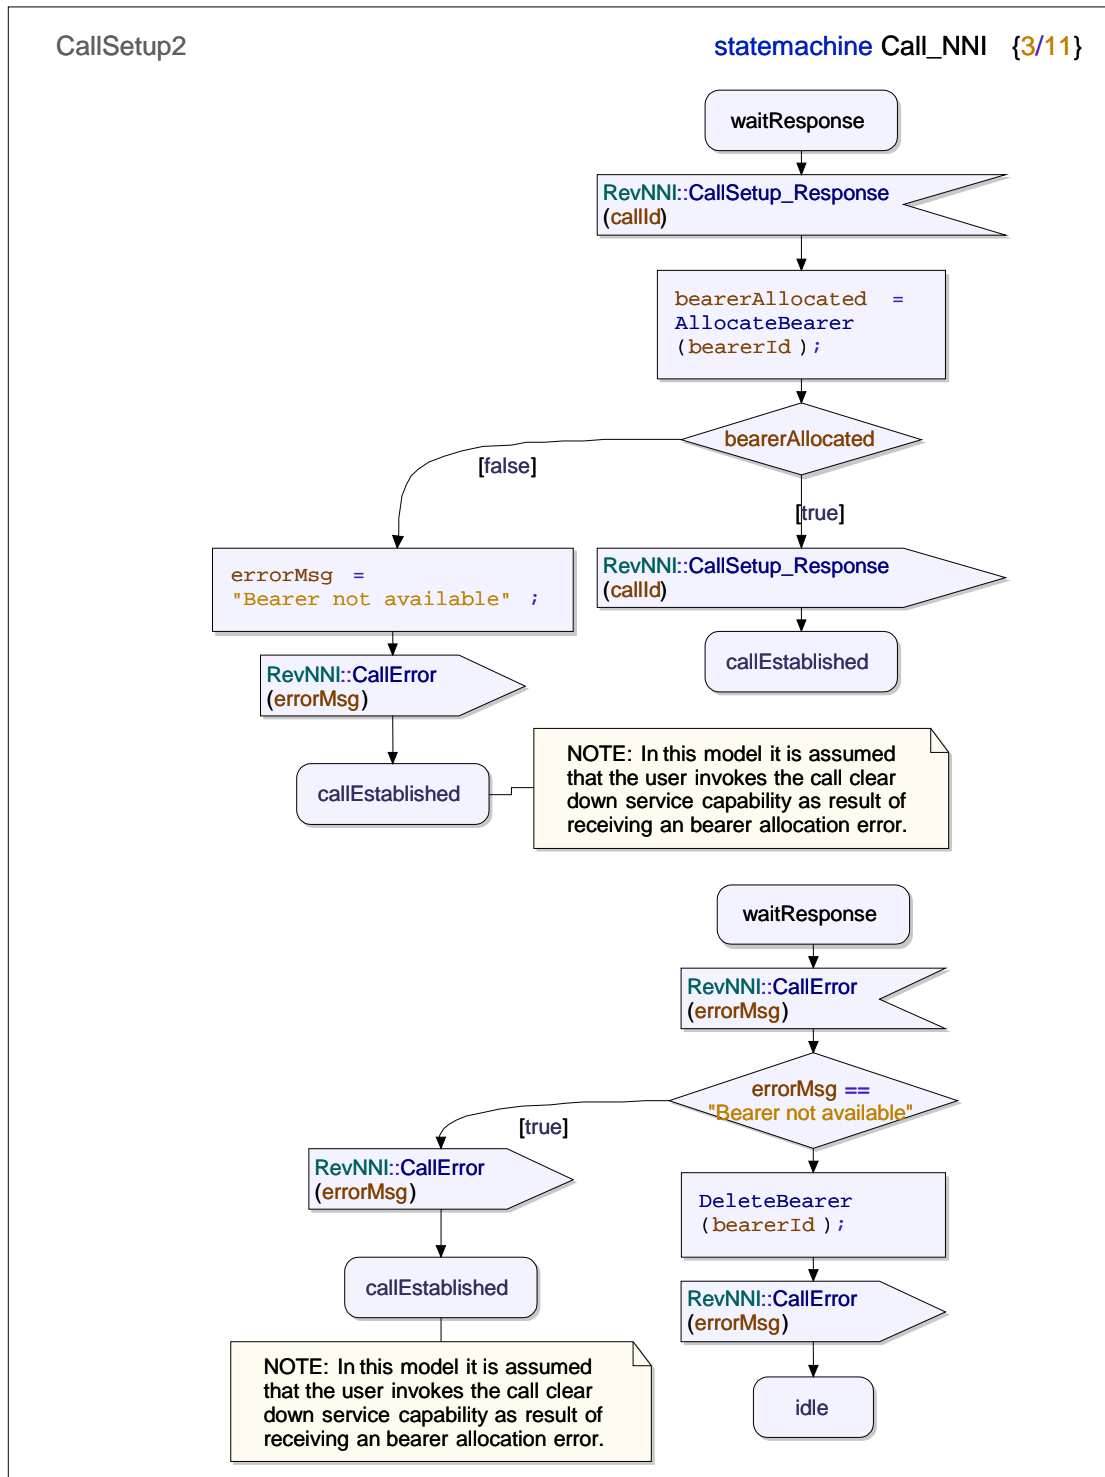 CallSetup2
statemachine Call_NNI {3/11}
waitResponse
RevNNI::CallSetup_Response
(callId)
bearerAllocated =
AllocateBearer
(bearerId );
bearerAllocated
[false]
[true]
errorMsg =
"Bearer not available" ;
RevNNI::CallSetup_Response
(callId)
RevNNI::CallError
(errorMsg)
callEstablished
callEstablished
NOTE: In this model it is assumed
that the user invokes the call clear
down service capability as result of
receiving an bearer allocation error.
waitResponse
RevNNI::CallError
(errorMsg)
errorMsg ==
"Bearer not available"
[true]
RevNNI::CallError
(errorMsg)
DeleteBearer
(bearerId );
callEstablished
RevNNI::CallError
(errorMsg)
NOTE: In this model it is assumed
that the user invokes the call clear
down service capability as result of
receiving an bearer allocation error.
idle